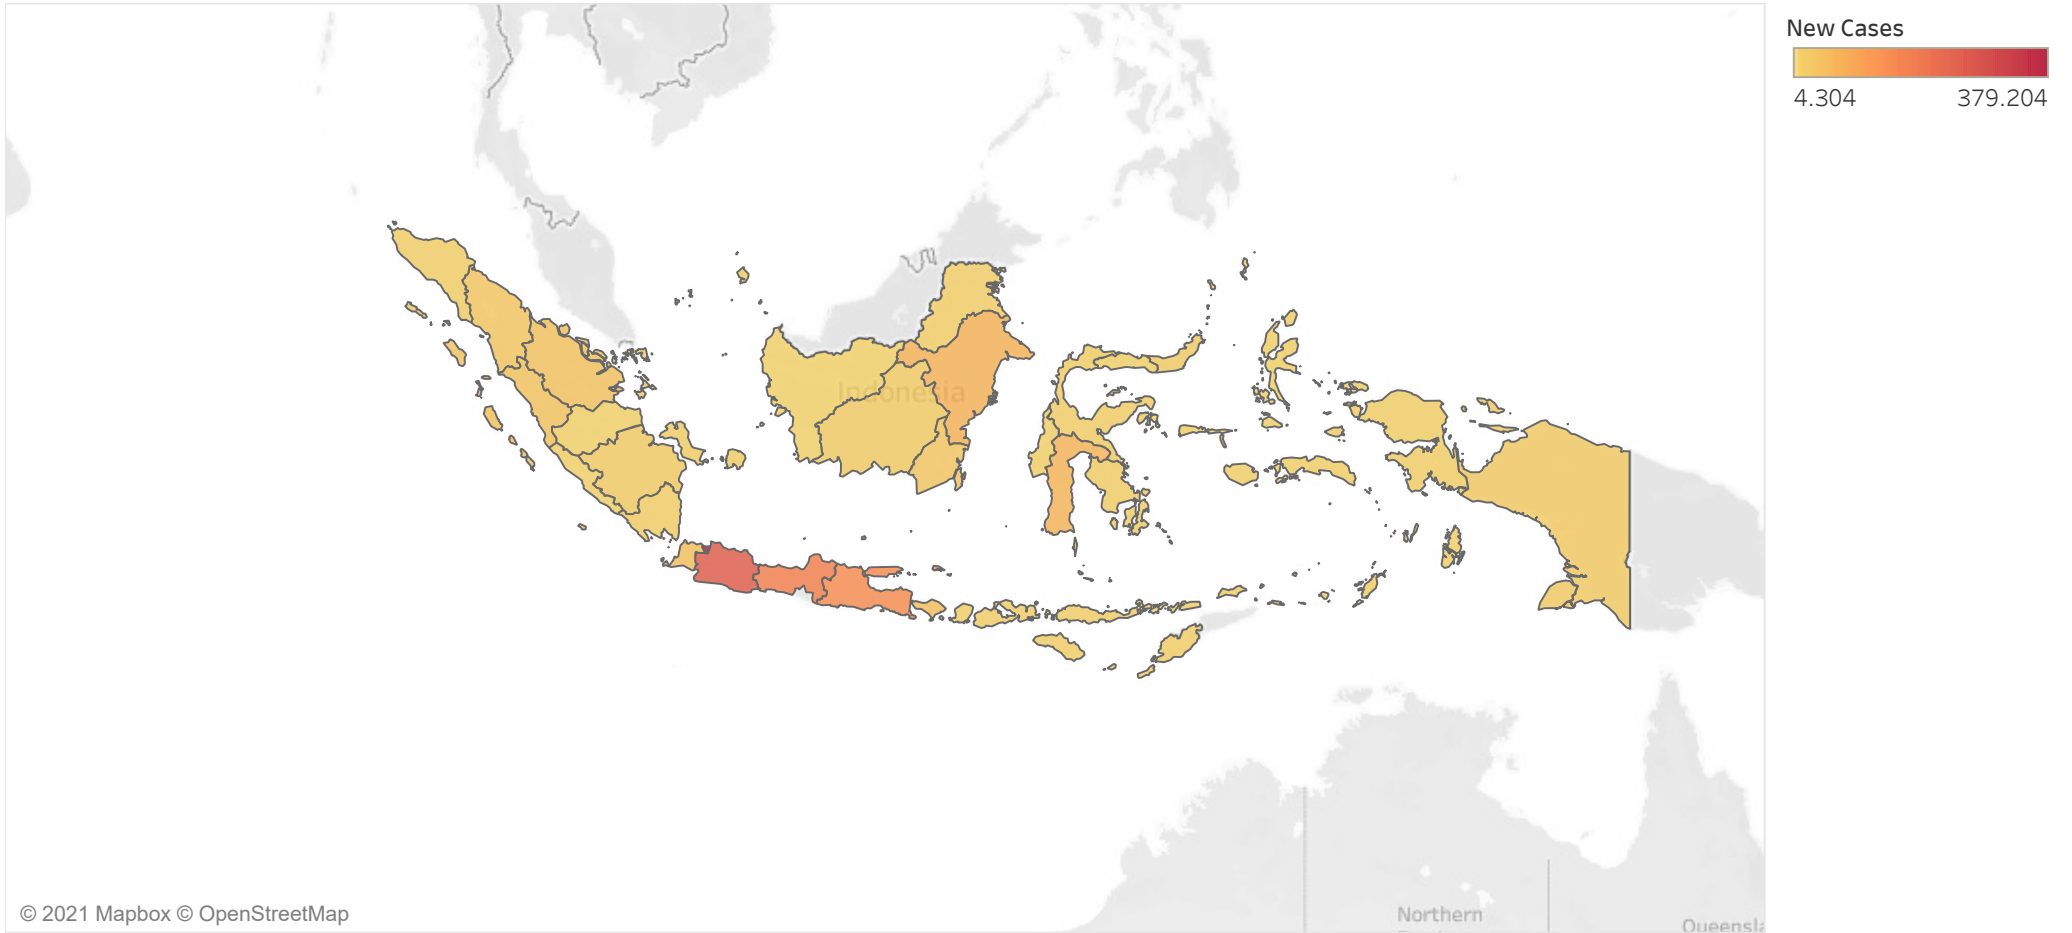 New Cases
4.304 379.204
Indonesia
Northern
© 2021 Mapbox © OpenStreetMap